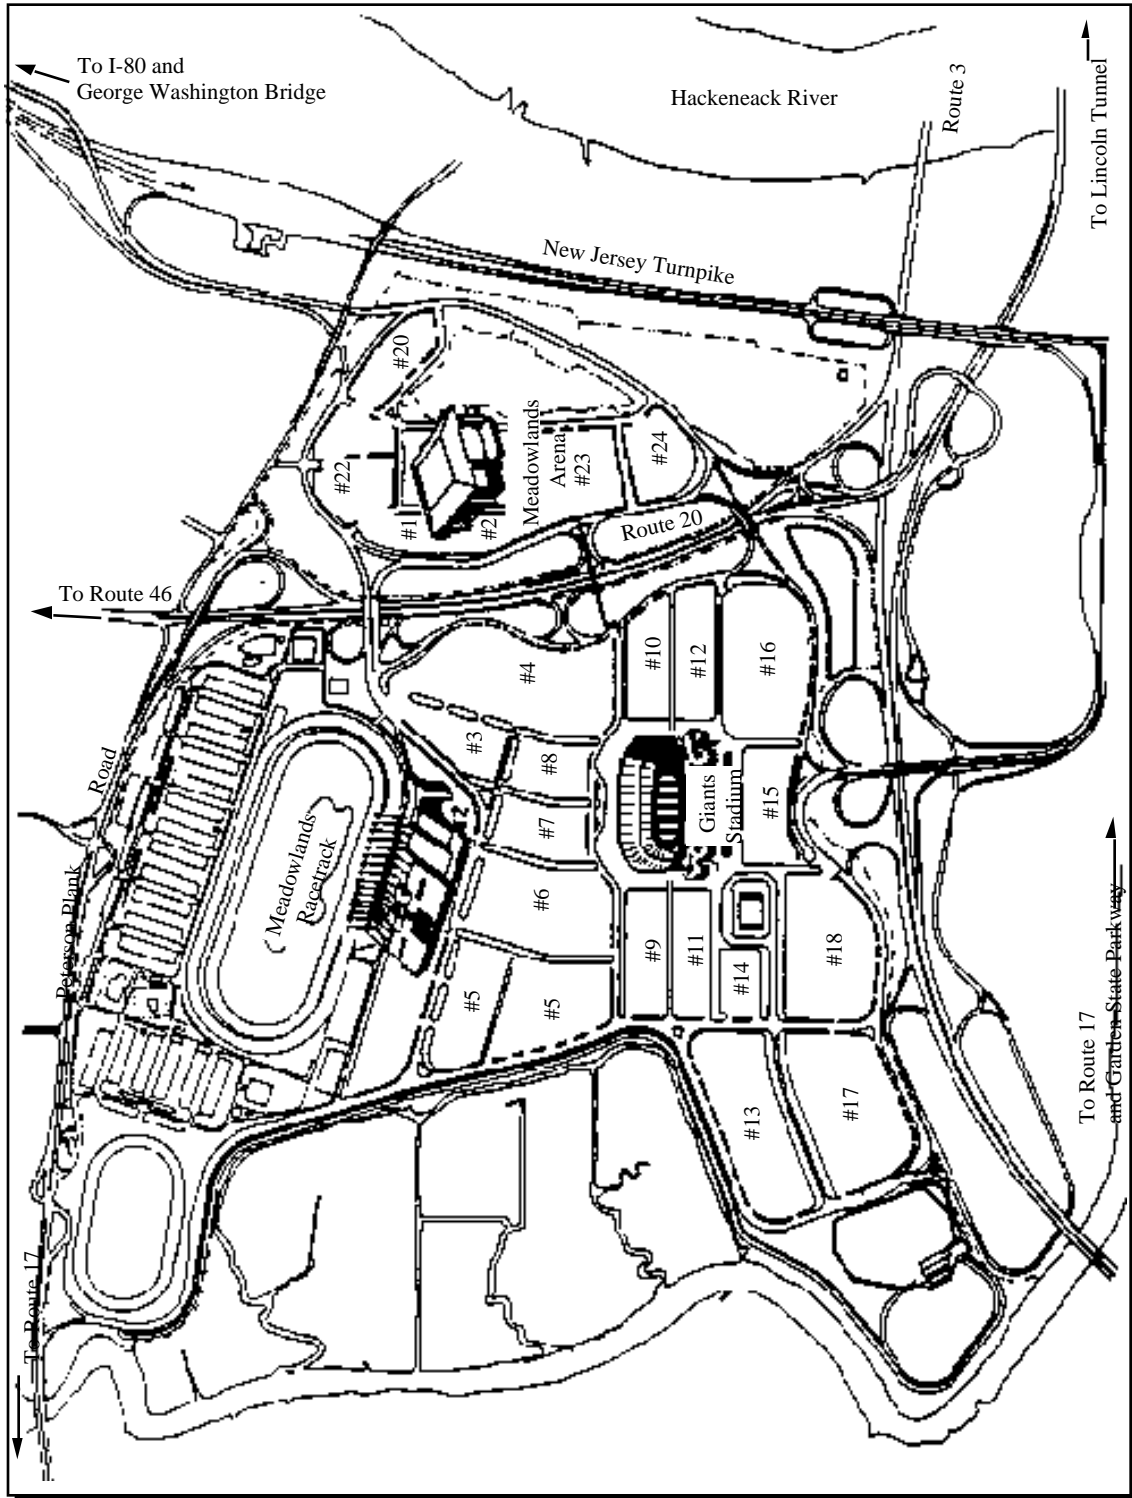 To I-80 and
George Washington Bridge
Hackeneack River
Route 3
To Lincoln Tunnel
New Jersey Turnpike
#20
#22
#1
#2
Meadowlands
Arena
#23
#24
Route 20
To Route 46
#4
#10
#12
#16
#3
#8
#7
#6
#5
#5
Giants
Stadium
#15
#9
#11
#14
#18
#13
#17
Meadowlands
Racetrack
Road
Peterson Plank
To Route 17
To Route 17
and Garden State Parkway